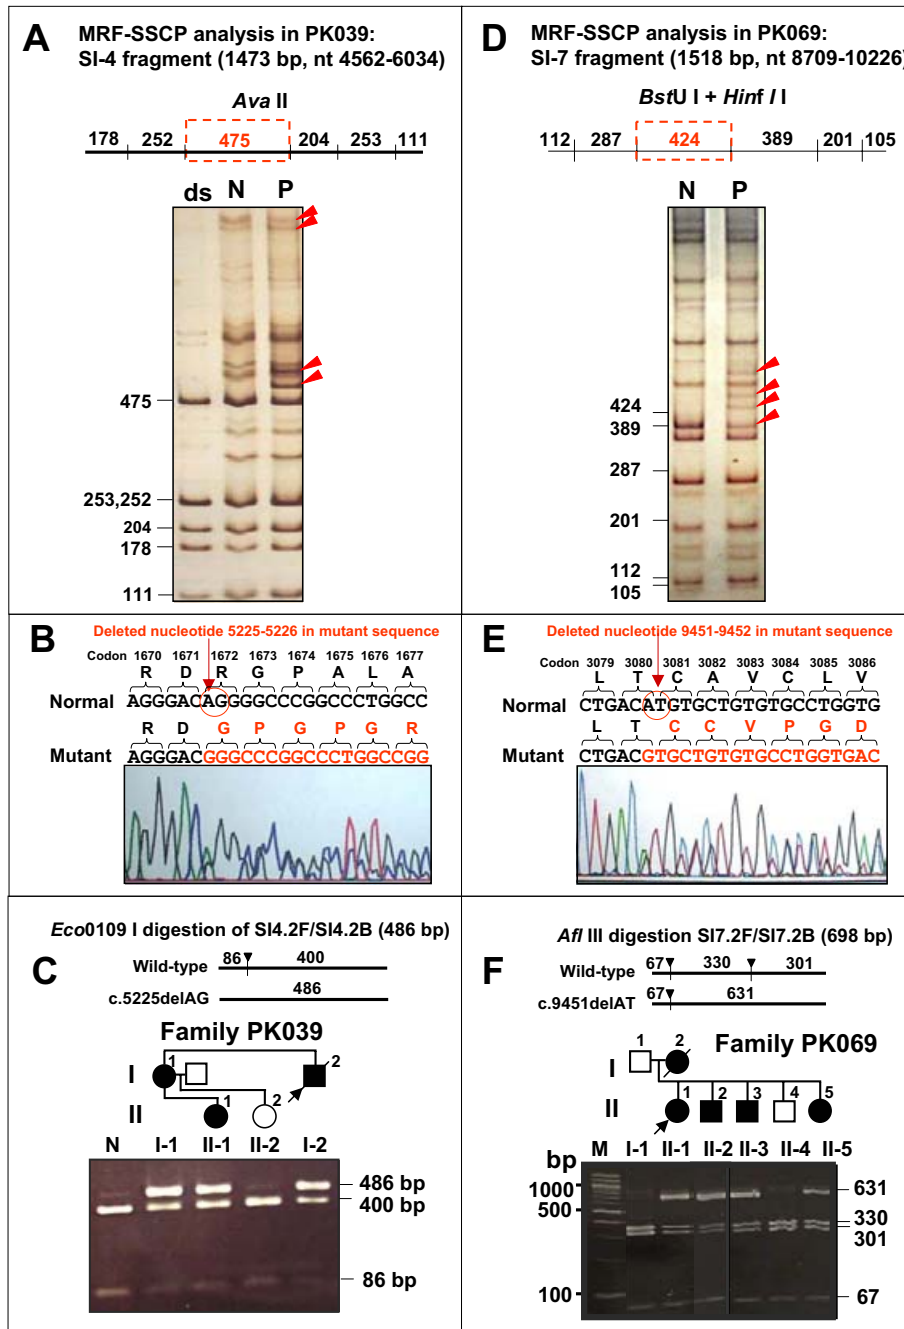 A
MRF-SSCP analysis in PK039:
SI-4 fragment (1473 bp, nt 4562-6034)
Ava II
178 252 475 204 253 111
ds N P
475
253,252
204
178
111
B
Deleted nucleotide 5225-5226 in mutant sequence
Codon 1670 1671 1672 1673 1674 1675 1676 1677
R D R G P A L A
Normal AGGGACAGGGGCCCGGCCCTGGCC
R D G P G P G R
Mutant AGGGACGGGCCCGGCCCTGGCCGG
Eco0109 I digestion of SI4.2F/SI4.2B (486 bp)
C
86 400
Wild-type
486
c.5225delAG
Family PK039
I 1 2
II 1 2
N I-1 II-1 II-2 I-2
486 bp
400 bp
86 bp
D
MRF-SSCP analysis in PK069:
SI-7 fragment (1518 bp, nt 8709-10226)
BstU I + Hinf I I
112 287 424 389 201 105
N P
424
389
287
201
112
105
E
Deleted nucleotide 9451-9452 in mutant sequence
Codon 3079 3080 3081 3082 3083 3084 3085 3086
L T C A V C L V
Normal CTGACATGTGCTGTGTGCCTGGTG
L T C C V P G D
Mutant CTGACGTGCTGTGTGCCTGGTGAC
Afl III digestion SI7.2F/SI7.2B (698 bp)
F
67 330 301
Wild-type
67 631
c.9451delAT
Family PK069
I 1 2
II 1 2 3 4 5
M I-1 II-1 II-2 II-3 II-4 II-5
bp
1000
500
100
631
330
301
67